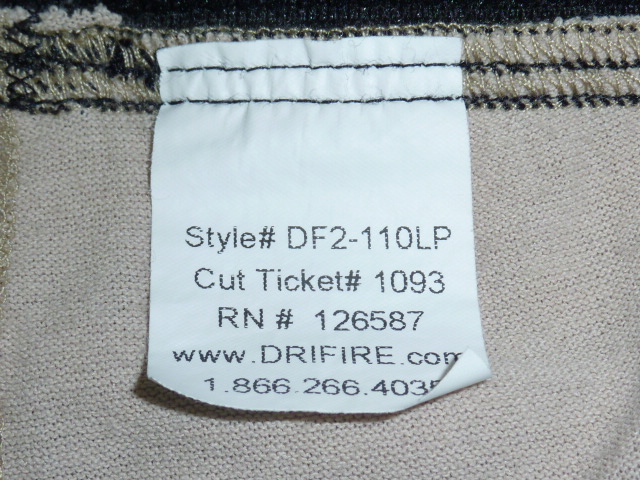 Style# DF2-110LP
Cut Ticket# 1093
RN # 126587
www.DRIFIRE.com
1.866.266.4035